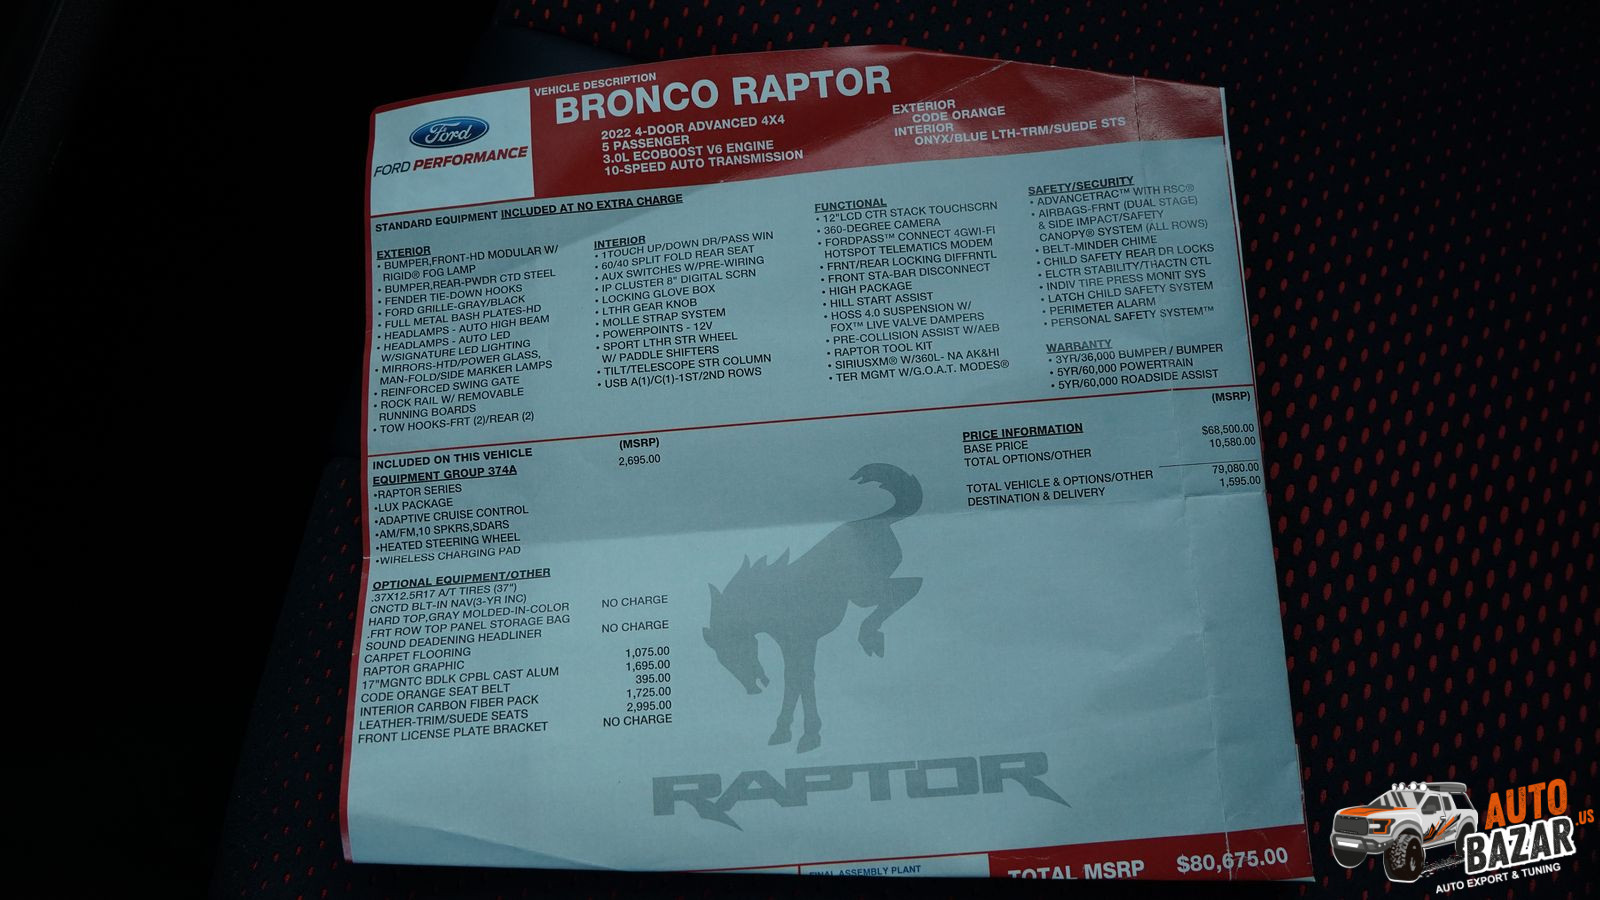 Ford
FORD PERFORMANCE
VEHICLE DESCRIPTION
BRONCO RAPTOR
2022 4-DOOR ADVANCED 4X4
5 PASSENGER
3.0L ECOBOOST V6 ENGINE
10-SPEED AUTO TRANSMISSION
EXTERIOR
CODE ORANGE
INTERIOR
ONYX/BLUE LTH-TRM/SUEDE STS
STANDARD EQUIPMENT INCLUDED AT NO EXTRA CHARGE
EXTERIOR
• BUMPER,FRONT-HD MODULAR W/
RIGID® FOG LAMP
• BUMPER,REAR-PWDR CTD STEEL
• FENDER TIE-DOWN HOOKS
• FORD GRILLE-GRAY/BLACK
• FULL METAL BASH PLATES-HD
• HEADLAMPS - AUTO HIGH BEAM
• HEADLAMPS - AUTO LED
W/SIGNATURE LED LIGHTING
• MIRRORS-HTD/POWER GLASS,
MAN-FOLD/SIDE MARKER LAMPS
• REINFORCED SWING GATE
• ROCK RAIL W/ REMOVABLE
RUNNING BOARDS
• TOW HOOKS-FRT (2)/REAR (2)
INTERIOR
• 1TOUCH UP/DOWN DR/PASS WIN
• 60/40 SPLIT FOLD REAR SEAT
• AUX SWITCHES W/PRE-WIRING
• IP CLUSTER 8" DIGITAL SCRN
• LOCKING GLOVE BOX
• LTHR GEAR KNOB
• MOLLE STRAP SYSTEM
• POWERPOINTS - 12V
• SPORT LTHR STR WHEEL
W/ PADDLE SHIFTERS
• TILT/TELESCOPE STR COLUMN
• USB A(1)/C(1)-1ST/2ND ROWS
FUNCTIONAL
• 12"LCD CTR STACK TOUCHSCRN
• 360-DEGREE CAMERA
• FORDPASS™ CONNECT 4GWI-FI
HOTSPOT TELEMATICS MODEM
• FRNT/REAR LOCKING DIFFRNTL
• FRONT STA-BAR DISCONNECT
• HIGH PACKAGE
• HILL START ASSIST
• HOSS 4.0 SUSPENSION W/
FOX™ LIVE VALVE DAMPERS
• PRE-COLLISION ASSIST W/AEB
• RAPTOR TOOL KIT
• SIRIUSXM® W/360L- NA AK&HI
• TER MGMT W/G.O.A.T. MODES®
SAFETY/SECURITY
• ADVANCETRAC™ WITH RSC®
• AIRBAGS-FRNT (DUAL STAGE)
& SIDE IMPACT/SAFETY
CANOPY® SYSTEM (ALL ROWS)
• BELT-MINDER CHIME
• CHILD SAFETY REAR DR LOCKS
• ELCTR STABILITY/THACTN CTL
• INDIV TIRE PRESS MONIT SYS
• LATCH CHILD SAFETY SYSTEM
• PERIMETER ALARM
• PERSONAL SAFETY SYSTEM™
WARRANTY
• 3YR/36,000 BUMPER / BUMPER
• 5YR/60,000 POWERTRAIN
• 5YR/60,000 ROADSIDE ASSIST
INCLUDED ON THIS VEHICLE (MSRP)
EQUIPMENT GROUP 374A 2,695.00
•RAPTOR SERIES
•LUX PACKAGE
•ADAPTIVE CRUISE CONTROL
•AM/FM,10 SPKRS,SDARS
•HEATED STEERING WHEEL
•WIRELESS CHARGING PAD
OPTIONAL EQUIPMENT/OTHER
.37X12.5R17 A/T TIRES (37")
CNCTD BLT-IN NAV(3-YR INC) NO CHARGE
HARD TOP,GRAY MOLDED-IN-COLOR
.FRT ROW TOP PANEL STORAGE BAG NO CHARGE
SOUND DEADENING HEADLINER
CARPET FLOORING
RAPTOR GRAPHIC 1,075.00
17"MGNTC BDLK CPBL CAST ALUM 1,695.00
CODE ORANGE SEAT BELT 395.00
INTERIOR CARBON FIBER PACK 1,725.00
LEATHER-TRIM/SUEDE SEATS 2,995.00
FRONT LICENSE PLATE BRACKET NO CHARGE
(MSRP)
PRICE INFORMATION
BASE PRICE $68,500.00
TOTAL OPTIONS/OTHER 10,580.00
TOTAL VEHICLE & OPTIONS/OTHER 79,080.00
DESTINATION & DELIVERY 1,595.00
RAPTOR
FINAL ASSEMBLY PLANT
TOTAL MSRP $80,675.00
AUTO
BAZAR.US
AUTO EXPORT & TUNING